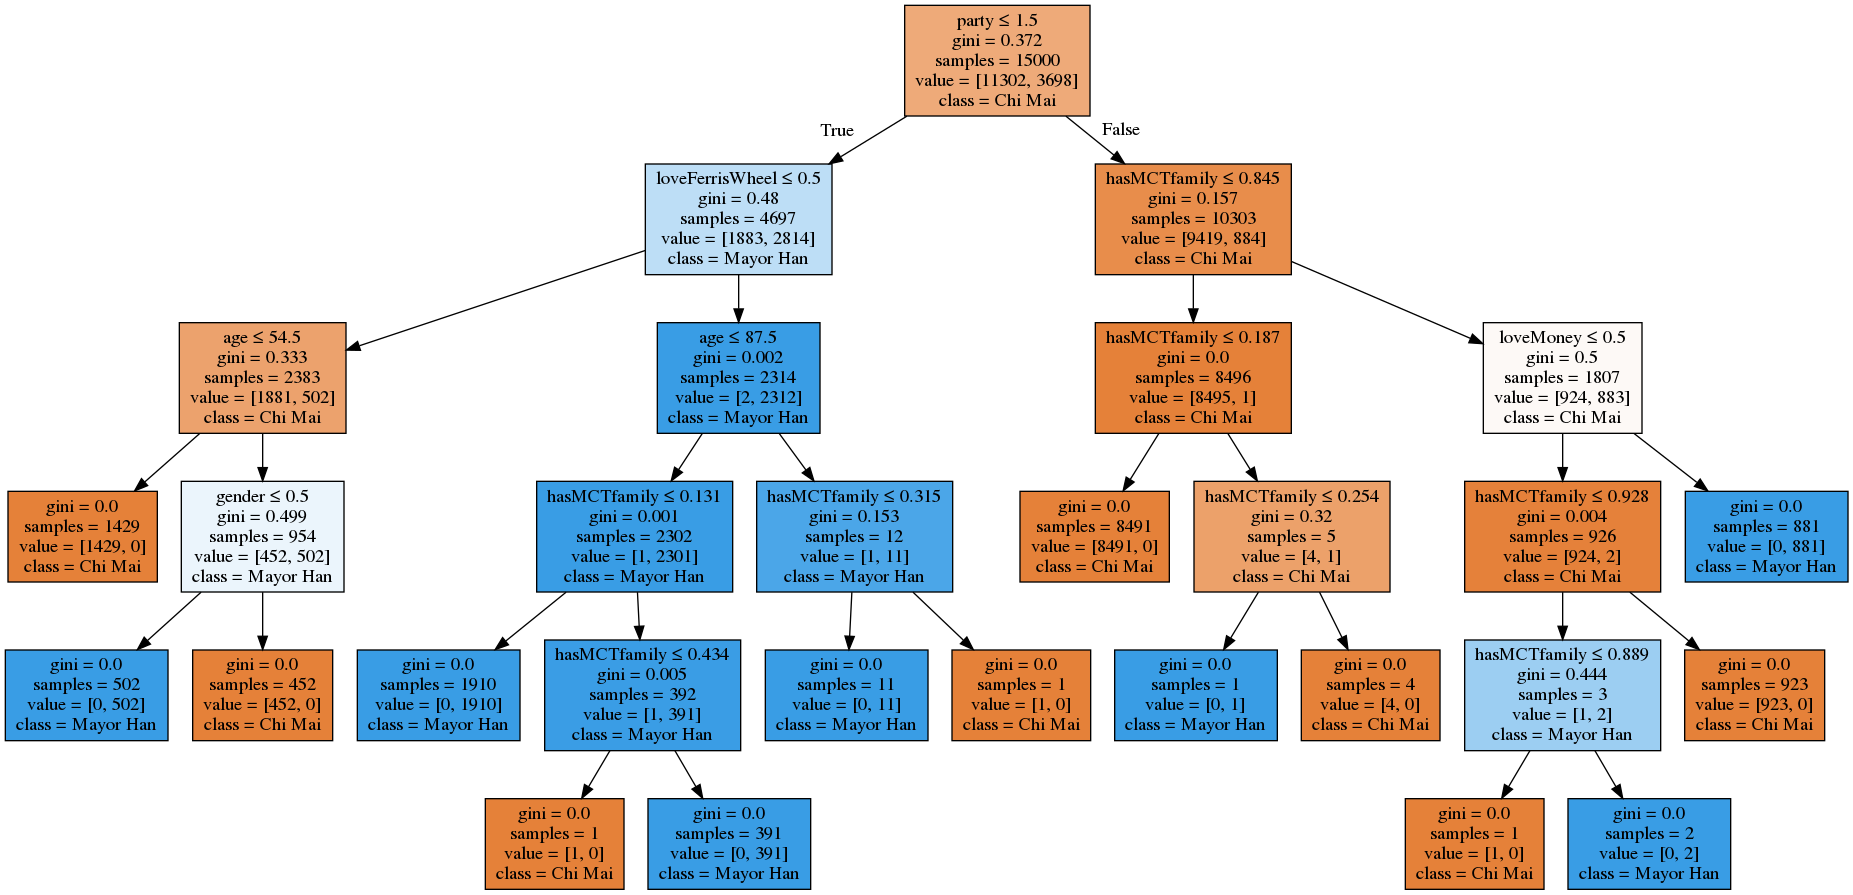 party ≤ 1.5
gini = 0.372
samples = 15000
value = [11302, 3698]
class = Chi Mai
True
False
loveFerrisWheel ≤ 0.5
gini = 0.48
samples = 4697
value = [1883, 2814]
class = Mayor Han
hasMCTfamily ≤ 0.845
gini = 0.157
samples = 10303
value = [9419, 884]
class = Chi Mai
age ≤ 54.5
gini = 0.333
samples = 2383
value = [1881, 502]
class = Chi Mai
age ≤ 87.5
gini = 0.002
samples = 2314
value = [2, 2312]
class = Mayor Han
hasMCTfamily ≤ 0.187
gini = 0.0
samples = 8496
value = [8495, 1]
class = Chi Mai
loveMoney ≤ 0.5
gini = 0.5
samples = 1807
value = [924, 883]
class = Chi Mai
gini = 0.0
samples = 1429
value = [1429, 0]
class = Chi Mai
gender ≤ 0.5
gini = 0.499
samples = 954
value = [452, 502]
class = Mayor Han
hasMCTfamily ≤ 0.131
gini = 0.001
samples = 2302
value = [1, 2301]
class = Mayor Han
hasMCTfamily ≤ 0.315
gini = 0.153
samples = 12
value = [1, 11]
class = Mayor Han
gini = 0.0
samples = 8491
value = [8491, 0]
class = Chi Mai
hasMCTfamily ≤ 0.254
gini = 0.32
samples = 5
value = [4, 1]
class = Chi Mai
hasMCTfamily ≤ 0.928
gini = 0.004
samples = 926
value = [924, 2]
class = Chi Mai
gini = 0.0
samples = 881
value = [0, 881]
class = Mayor Han
gini = 0.0
samples = 502
value = [0, 502]
class = Mayor Han
gini = 0.0
samples = 452
value = [452, 0]
class = Chi Mai
gini = 0.0
samples = 1910
value = [0, 1910]
class = Mayor Han
hasMCTfamily ≤ 0.434
gini = 0.005
samples = 392
value = [1, 391]
class = Mayor Han
gini = 0.0
samples = 11
value = [0, 11]
class = Mayor Han
gini = 0.0
samples = 1
value = [1, 0]
class = Chi Mai
gini = 0.0
samples = 1
value = [0, 1]
class = Mayor Han
gini = 0.0
samples = 4
value = [4, 0]
class = Chi Mai
hasMCTfamily ≤ 0.889
gini = 0.444
samples = 3
value = [1, 2]
class = Mayor Han
gini = 0.0
samples = 923
value = [923, 0]
class = Chi Mai
gini = 0.0
samples = 1
value = [1, 0]
class = Chi Mai
gini = 0.0
samples = 391
value = [0, 391]
class = Mayor Han
gini = 0.0
samples = 1
value = [1, 0]
class = Chi Mai
gini = 0.0
samples = 2
value = [0, 2]
class = Mayor Han